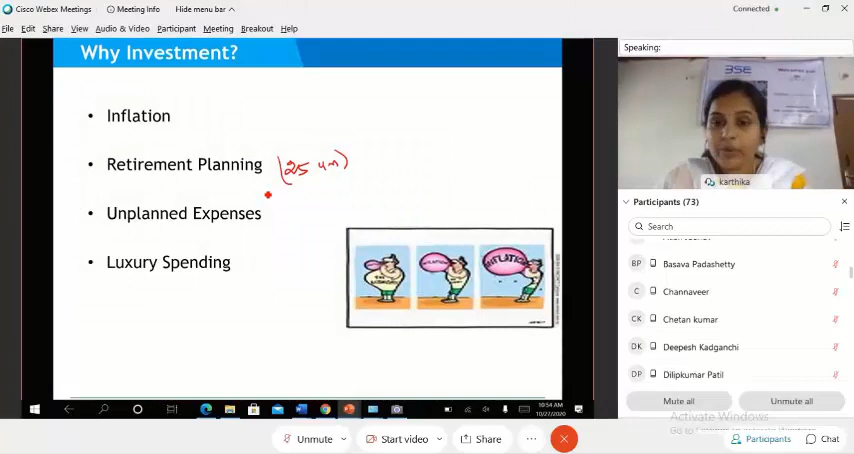 Cisco Webex Meetings
Meeting Info
Hide menu bar
Connected
File Edit Share View Audio & Video Participant Meeting Breakout Help
Why Investment?
• Inflation
• Retirement Planning (25
• Unplanned Expenses
• Luxury Spending
INFLATION
10:54 AM
10/27/2020
Speaking:
BSE
karthika
Participants (73)
Search
BP Basava Padashetty
C Channaveer
CK Chetan kumar
DK Deepesh Kadganchi
DP Dilipkumar Patil
Mute all
Unmute all
Activate Windows
Unmute
Start video
Share
Participants
Chat